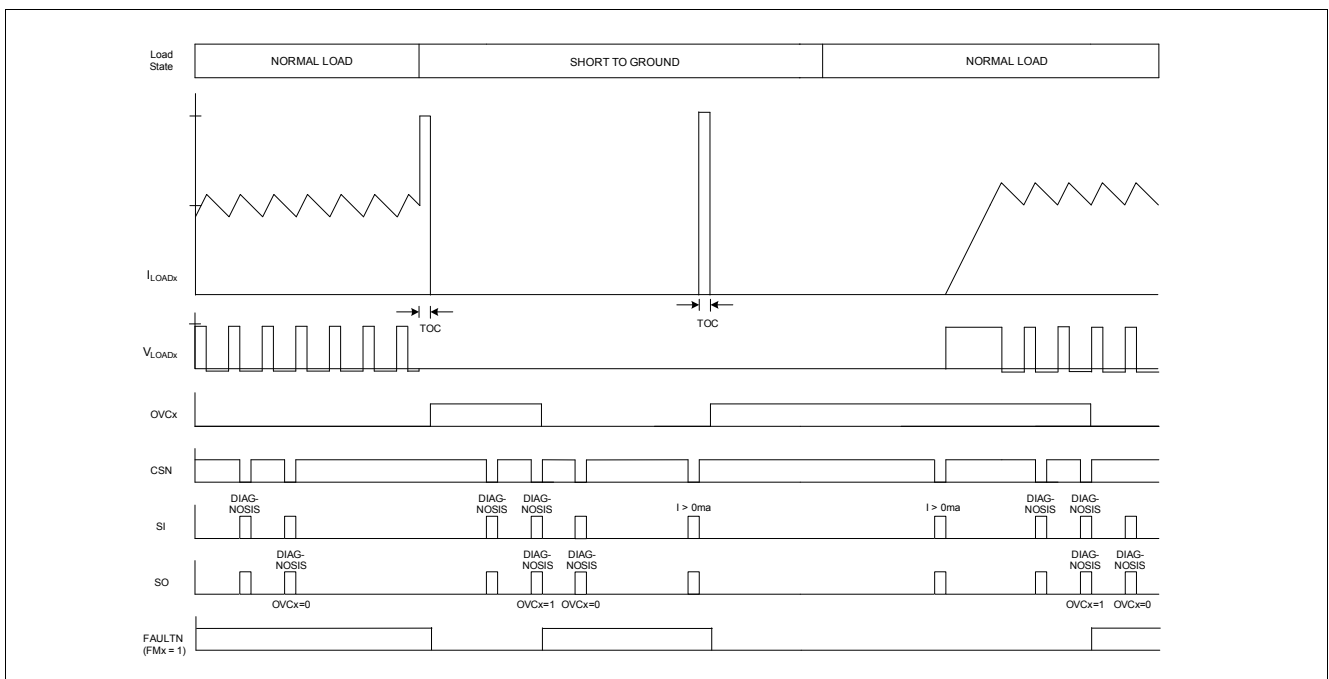 Load
State
NORMAL LOAD
SHORT TO GROUND
NORMAL LOAD
ILOADx
TOC
TOC
VLOADx
OVCx
CSN
DIAG-
NOSIS
DIAG-
NOSIS
DIAG-
NOSIS
I > 0ma
I > 0ma
DIAG-
NOSIS
DIAG-
NOSIS
SI
DIAG-
NOSIS
DIAG-
NOSIS
DIAG-
NOSIS
DIAG-
NOSIS
DIAG-
NOSIS
SO
OVCx=0
OVCx=1
OVCx=0
OVCx=1
OVCx=0
FAULTN
(FMx = 1)